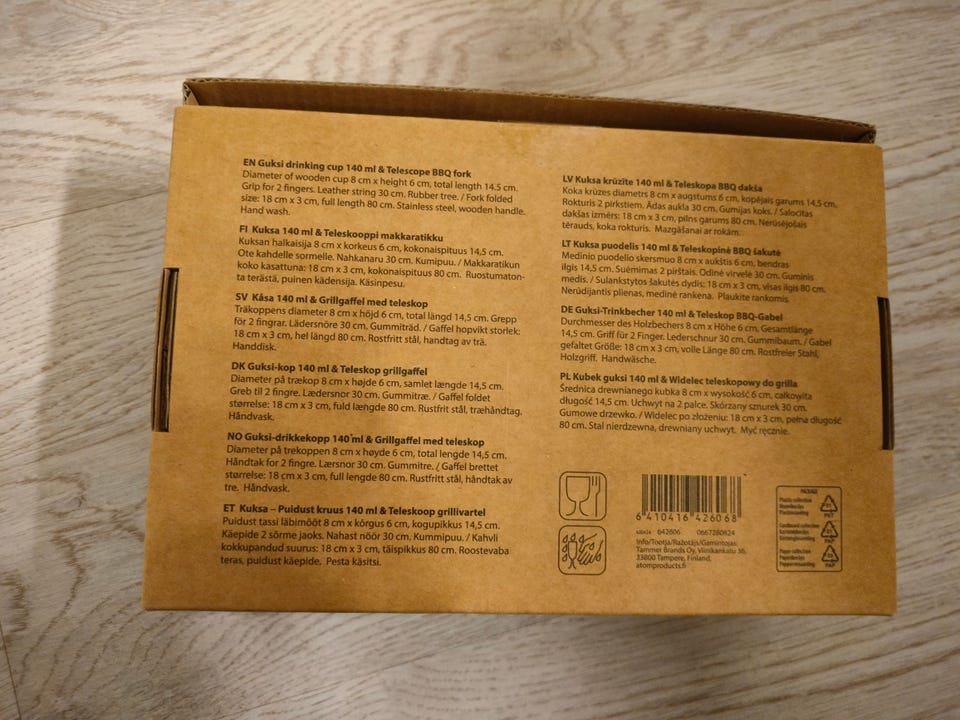 EN Guksi drinking cup 140 ml & Telescope BBQ fork
Diameter of wooden cup 8 cm x height 6 cm, total length 14.5 cm.
Grip for 2 fingers. Leather string 30 cm. Rubber tree. / Fork folded
size: 18 cm x 3 cm, full length 80 cm. Stainless steel, wooden handle.
Hand wash.
FI Kuksa 140 ml & Teleskooppi makkaratikku
Kuksan halkaisija 8 cm x korkeus 6 cm, kokonaispituus 14,5 cm.
Ote kahdelle sormelle. Nahkanaru 30 cm. Kumipuu. / Makkaratikun
koko kasattuna: 18 cm x 3 cm, kokonaispituus 80 cm. Ruostumaton-
ta terästä, puinen kädensija. Käsinpesu.
SV Kåsa 140 ml & Grillgaffel med teleskop
Träkoppens diameter 8 cm x höjd 6 cm, total längd 14,5 cm. Grepp
för 2 fingrar. Lädersnöre 30 cm. Gummiträd. / Gaffel hopvikt storlek:
18 cm x 3 cm, hel längd 80 cm. Rostfritt stål, handtag av trä.
Handdisk.
DK Guksi-kop 140 ml & Teleskop grillgaffel
Diameter på trækop 8 cm x højde 6 cm, samlet længde 14,5 cm.
Greb til 2 fingre. Lædersnor 30 cm. Gummitræ. / Gaffel foldet
størrelse: 18 cm x 3 cm, fuld længde 80 cm. Rustfrit stål, træhåndtag.
Håndvask.
NO Guksi-drikkekopp 140 ml & Grillgaffel med teleskop
Diameter på trekoppen 8 cm x høyde 6 cm, total lengde 14,5 cm.
Håndtak for 2 fingre. Lærsnor 30 cm. Gummitre. / Gaffel brettet
størrelse: 18 cm x 3 cm, full lengde 80 cm. Rustfritt stål, håndtak av
tre. Håndvask.
ET Kuksa – Puidust kruus 140 ml & Teleskoop grillivartel
Puidust tassi läbimõõt 8 cm x kõrgus 6 cm, kogupikkus 14,5 cm.
Käepide 2 sõrme jaoks. Nahast nöör 30 cm. Kummipuu. / Kahvli
kokkupandud suurus: 18 cm x 3 cm, täispikkus 80 cm. Roostevaba
teras, puidust käepide. Pesta käsitsi.
LV Kuksa krūzīte 140 ml & Teleskopa BBQ dakša
Koka krūzes diametrs 8 cm x augstums 6 cm, kopējais garums 14,5 cm.
Rokturis 2 pirkstiem. Ādas aukla 30 cm. Gumijas koks. / Salocītas
dakšas izmērs: 18 cm x 3 cm, pilns garums 80 cm. Nerūsējošais
tērauds, koka rokturis. Mazgāšanai ar rokām.
LT Kuksa puodelis 140 ml & Teleskopinė BBQ šakutė
Medinio puodelio skersmuo 8 cm x aukštis 6 cm, bendras
ilgis 14,5 cm. Suėmimas 2 pirštais. Odinė virvelė 30 cm. Guminis
medis. / Sulankstytos šakutės dydis: 18 cm x 3 cm, visas ilgis 80 cm.
Nerūdijantis plienas, medinė rankena. Plaukite rankomis.
DE Guksi-Trinkbecher 140 ml & Teleskop BBQ-Gabel
Durchmesser des Holzbechers 8 cm x Höhe 6 cm, Gesamtlänge
14,5 cm. Griff für 2 Finger. Lederschnur 30 cm. Gummibaum. / Gabel
gefaltet Größe: 18 cm x 3 cm, volle Länge 80 cm. Rostfreier Stahl,
Holzgriff. Handwäsche.
PL Kubek guksi 140 ml & Widelec teleskopowy do grilla
Średnica drewnianego kubka 8 cm x wysokość 6 cm, całkowita
długość 14,5 cm. Uchwyt na 2 palce. Skórzany sznurek 30 cm.
Gumowe drzewko. / Widelec po złożeniu: 18 cm x 3 cm, pełna długość
80 cm. Stal nierdzewna, drewniany uchwyt. Myć ręcznie.
6 410416 426068
642606 0667280824
Info/Tootja/Ražotājs/Gamintojas:
Tammer Brands Oy, Viinikankatu 36,
33800 Tampere, Finland,
atomproducts.fi
PACKAGE
Plastic collection
PET
Cardboard collection
PAP
Paper collection
PAP